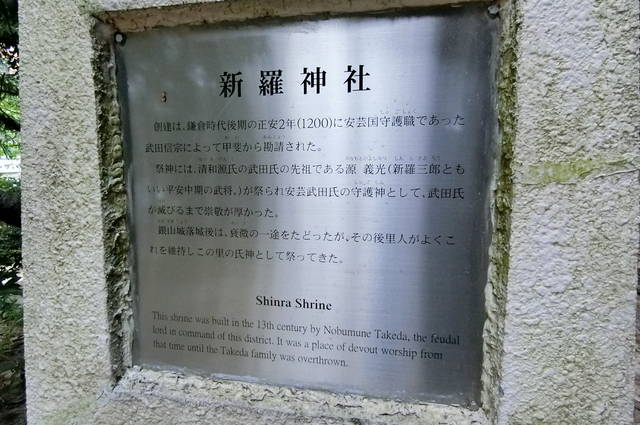 新羅神社
創建は、鎌倉時代後期の正安2年(1200)に安芸国守護職であった
武田信宗によって甲斐から勘請された。
祭神には、清和源氏の武田氏の先祖である源 義光(新羅三郎とも
いい平安中期の武将。)が祭られ安芸武田氏の守護神として、武田氏
が滅びるまで崇敬が厚かった。
銀山城落城後は、衰微の一途をたどったが、その後里人がよくこ
れを維持しこの里の氏神として祭ってきた。
Shinra Shrine
This shrine was built in the 13th century by Nobumune Takeda, the feudal
lord in command of this district. It was a place of devout worship from
that time until the Takeda family was overthrown.